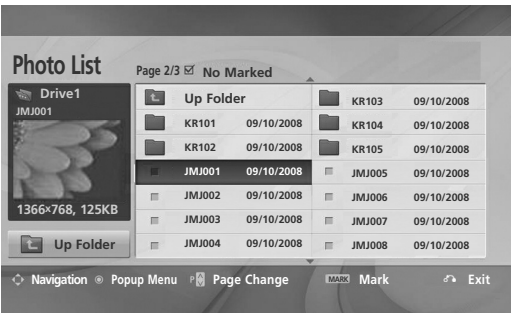 Photo List
Page 2/3 No Marked
Drive1
JMJ001
1366×768, 125KB
Up Folder
Up Folder
KR101 09/10/2008
KR102 09/10/2008
JMJ001 09/10/2008
JMJ002 09/10/2008
JMJ003 09/10/2008
JMJ004 09/10/2008
KR103 09/10/2008
KR104 09/10/2008
KR105 09/10/2008
JMJ005 09/10/2008
JMJ006 09/10/2008
JMJ007 09/10/2008
JMJ008 09/10/2008
Navigation Popup Menu P Page Change MARK Mark Exit